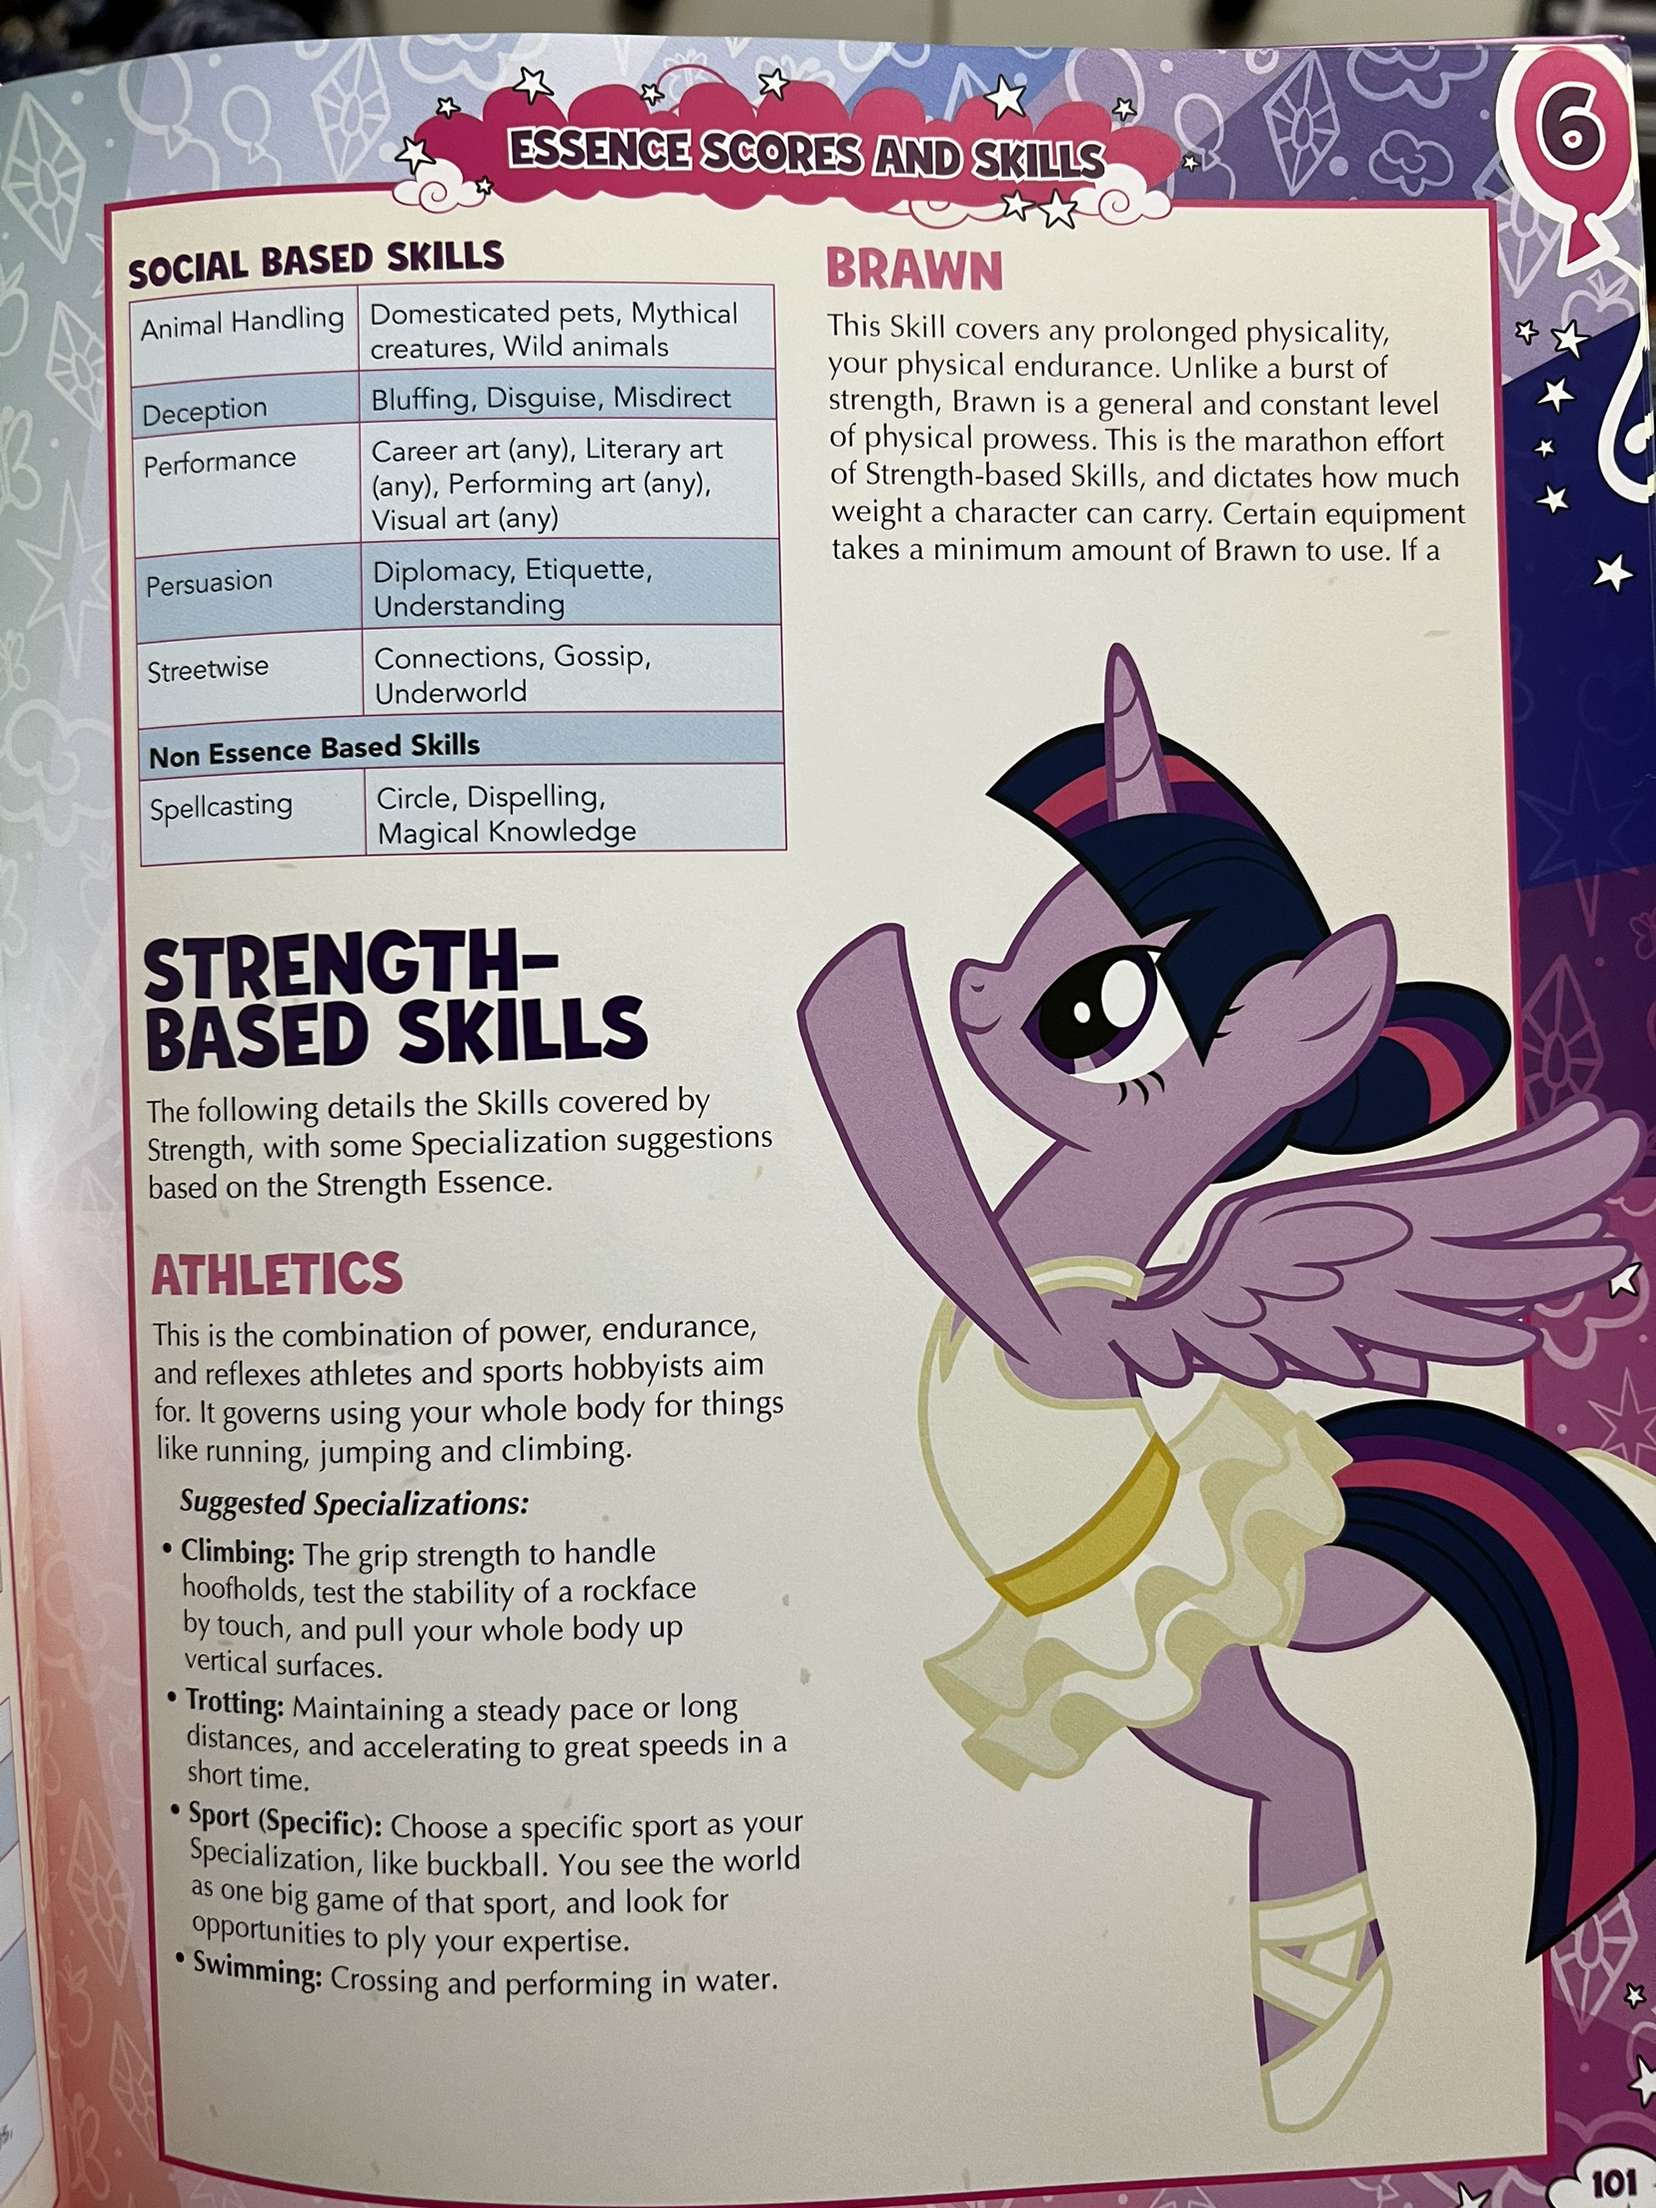 ESSENCE SCORES AND SKILLS
6
SOCIAL BASED SKILLS
Animal Handling
Domesticated pets, Mythical
creatures, Wild animals
Deception
Bluffing, Disguise, Misdirect
Performance
Career art (any), Literary art
(any), Performing art (any),
Visual art (any)
Persuasion
Diplomacy, Etiquette,
Understanding
Streetwise
Connections, Gossip,
Underworld
Non Essence Based Skills
Spellcasting
Circle, Dispelling,
Magical Knowledge
STRENGTH-
BASED SKILLS
The following details the Skills covered by
Strength, with some Specialization suggestions
based on the Strength Essence.
ATHLETICS
This is the combination of power, endurance,
and reflexes athletes and sports hobbyists aim
for. It governs using your whole body for things
like running, jumping and climbing.
Suggested Specializations:
• Climbing: The grip strength to handle
hoofholds, test the stability of a rockface
by touch, and pull your whole body up
vertical surfaces.
• Trotting: Maintaining a steady pace or long
distances, and accelerating to great speeds in a
short time.
• Sport (Specific): Choose a specific sport as your
Specialization, like buckball. You see the world
as one big game of that sport, and look for
opportunities to ply your expertise.
• Swimming: Crossing and performing in water.
BRAWN
This Skill covers any prolonged physicality,
your physical endurance. Unlike a burst of
strength, Brawn is a general and constant level
of physical prowess. This is the marathon effort
of Strength-based Skills, and dictates how much
weight a character can carry. Certain equipment
takes a minimum amount of Brawn to use. If a
101